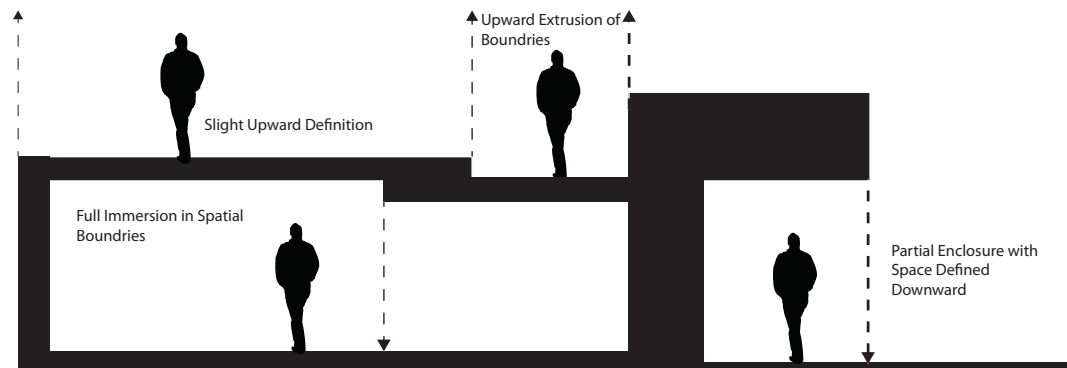 Upward Extrusion of
Boundries
Slight Upward Definition
Full Immersion in Spatial
Boundries
Partial Enclosure with
Space Defined
Downward